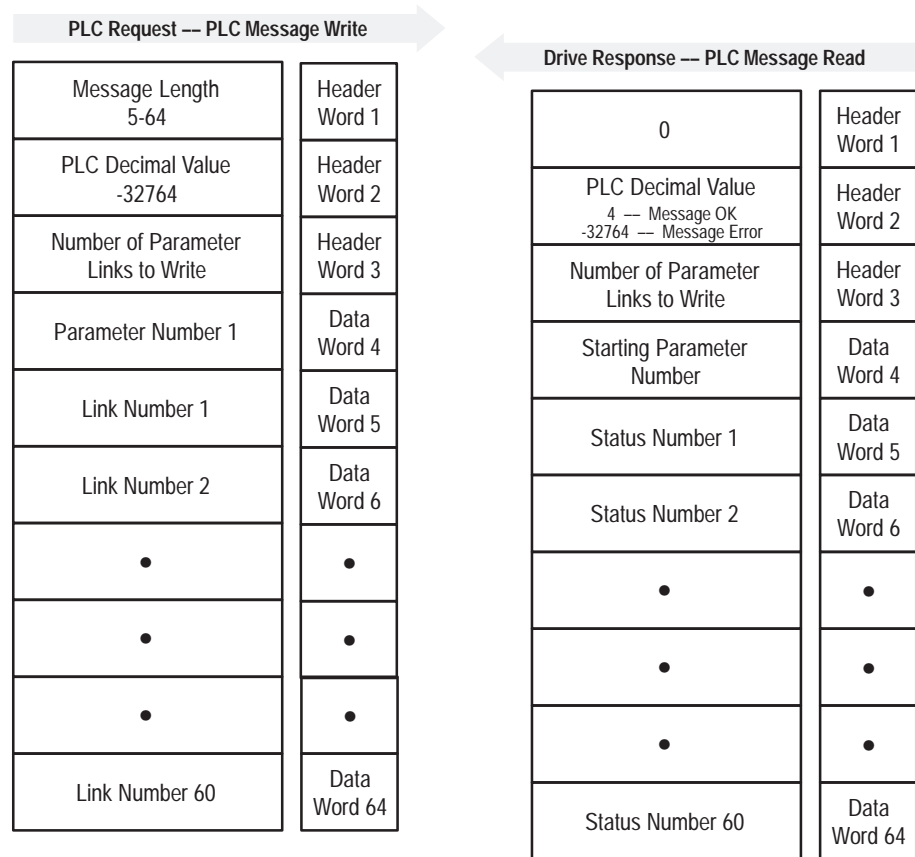 PLC Request –– PLC Message Write
Message Length
5-64
Header
Word 1
PLC Decimal Value
-32764
Header
Word 2
Number of Parameter
Links to Write
Header
Word 3
Parameter Number 1
Data
Word 4
Link Number 1
Data
Word 5
Link Number 2
Data
Word 6
•
•
•
•
•
•
Link Number 60
Data
Word 64
Drive Response –– PLC Message Read
0
Header
Word 1
PLC Decimal Value
4 –– Message OK
-32764 –– Message Error
Header
Word 2
Number of Parameter
Links to Write
Header
Word 3
Starting Parameter
Number
Data
Word 4
Status Number 1
Data
Word 5
Status Number 2
Data
Word 6
•
•
•
•
•
•
Status Number 60
Data
Word 64